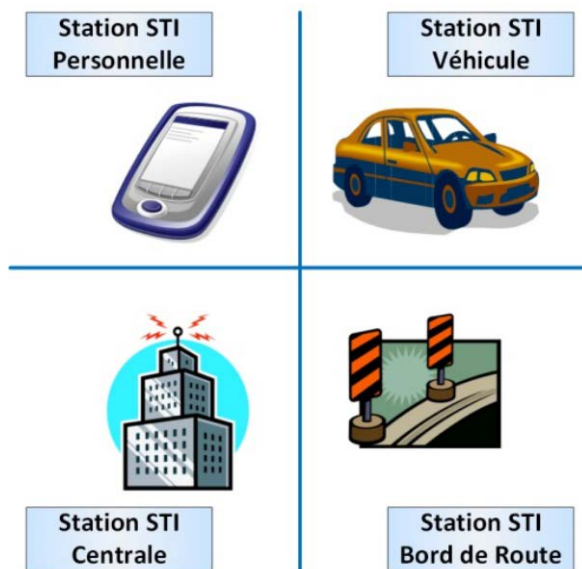 Station STI
Personnelle
Station STI
Véhicule
Station STI
Centrale
Station STI
Bord de Route